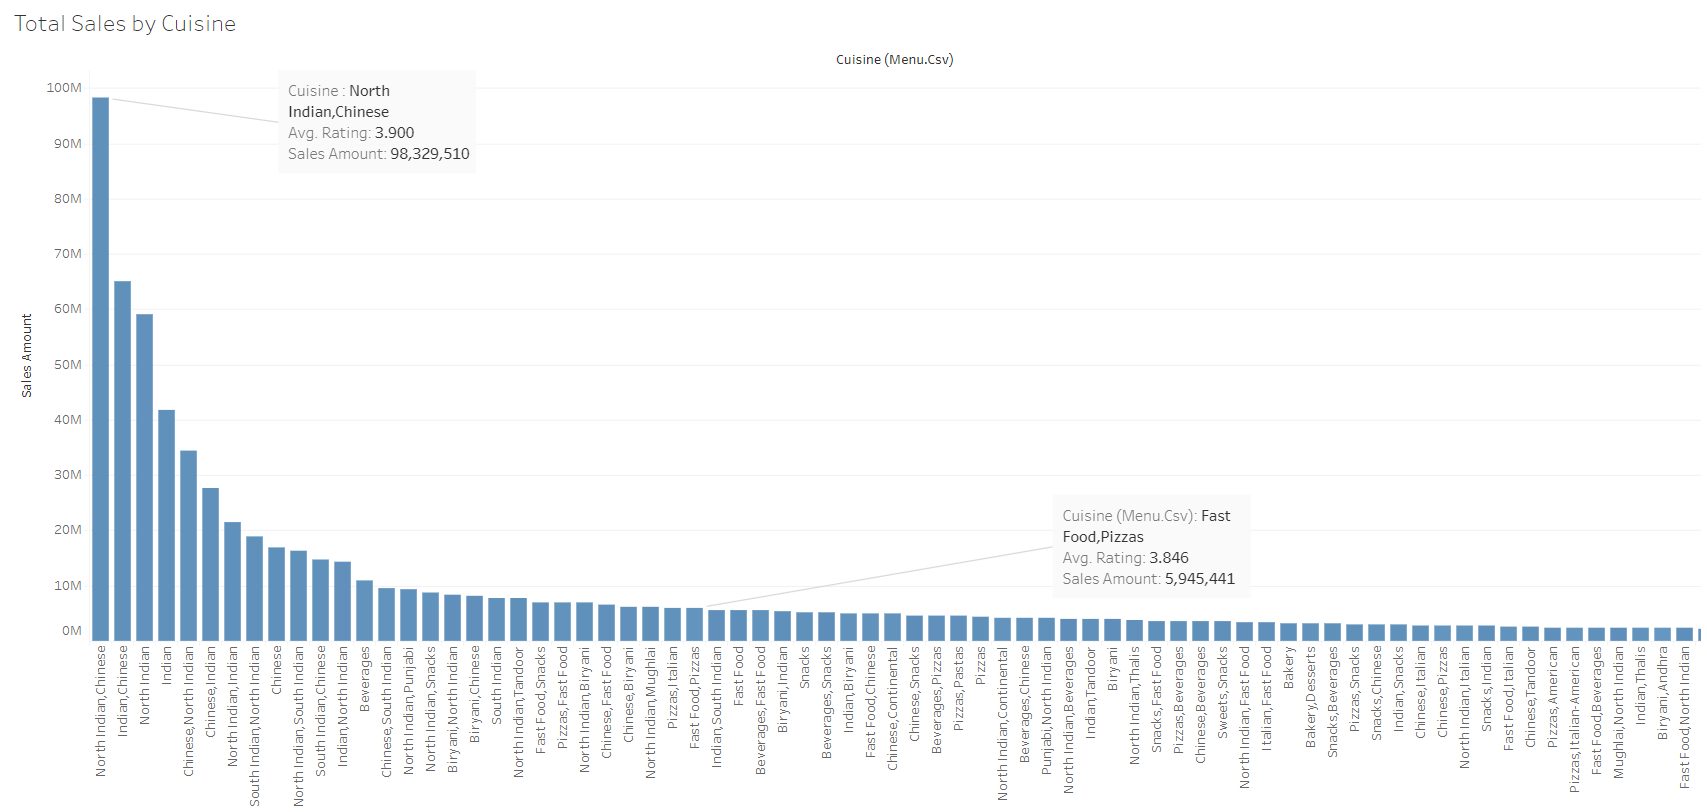 Total Sales by Cuisine
Cuisine (Menu.Csv)
Cuisine : North
Indian,Chinese
Avg. Rating: 3.900
Sales Amount: 98,329,510
Cuisine (Menu.Csv): Fast
Food,Pizzas
Avg. Rating: 3.846
Sales Amount: 5,945,441
Sales Amount
100M
90M
80M
70M
60M
50M
40M
30M
20M
10M
0M
North Indian,Chinese
Indian,Chinese
North Indian
Indian
Chinese,North Indian
Chinese,Indian
North Indian,Indian
South Indian,North Indian
Chinese
North Indian,South Indian
South Indian,Chinese
Indian,North Indian
Beverages
Chinese,South Indian
North Indian,Punjabi
North Indian,Snacks
Biryani,North Indian
Biryani,Chinese
South Indian
North Indian,Tandoor
Fast Food,Snacks
Pizzas,Fast Food
North Indian,Biryani
Chinese,Fast Food
Chinese,Biryani
North Indian,Mughlai
Pizzas,Italian
Fast Food,Pizzas
Indian,South Indian
Fast Food
Beverages,Fast Food
Biryani,Indian
Snacks
Beverages,Snacks
Indian,Biryani
Fast Food,Chinese
Chinese,Continental
Chinese,Snacks
Beverages,Pizzas
Pizzas,Pastas
Pizzas
North Indian,Continental
Beverages,Chinese
Punjabi,North Indian
North Indian,Beverages
Indian,Tandoor
Biryani
North Indian,Thalis
Snacks,Fast Food
Pizzas,Beverages
Chinese,Beverages
Sweets,Snacks
North Indian,Fast Food
Italian,Fast Food
Bakery
Bakery,Desserts
Snacks,Beverages
Pizzas,Snacks
Snacks,Chinese
Indian,Snacks
Chinese,Italian
Chinese,Pizzas
North Indian,Italian
Snacks,Indian
Fast Food,Italian
Chinese,Tandoor
Pizzas,American
Pizzas,Italian-American
Fast Food,Beverages
Mughlai,North Indian
Indian,Thalis
Biryani,Andhra
Fast Food,North Indian